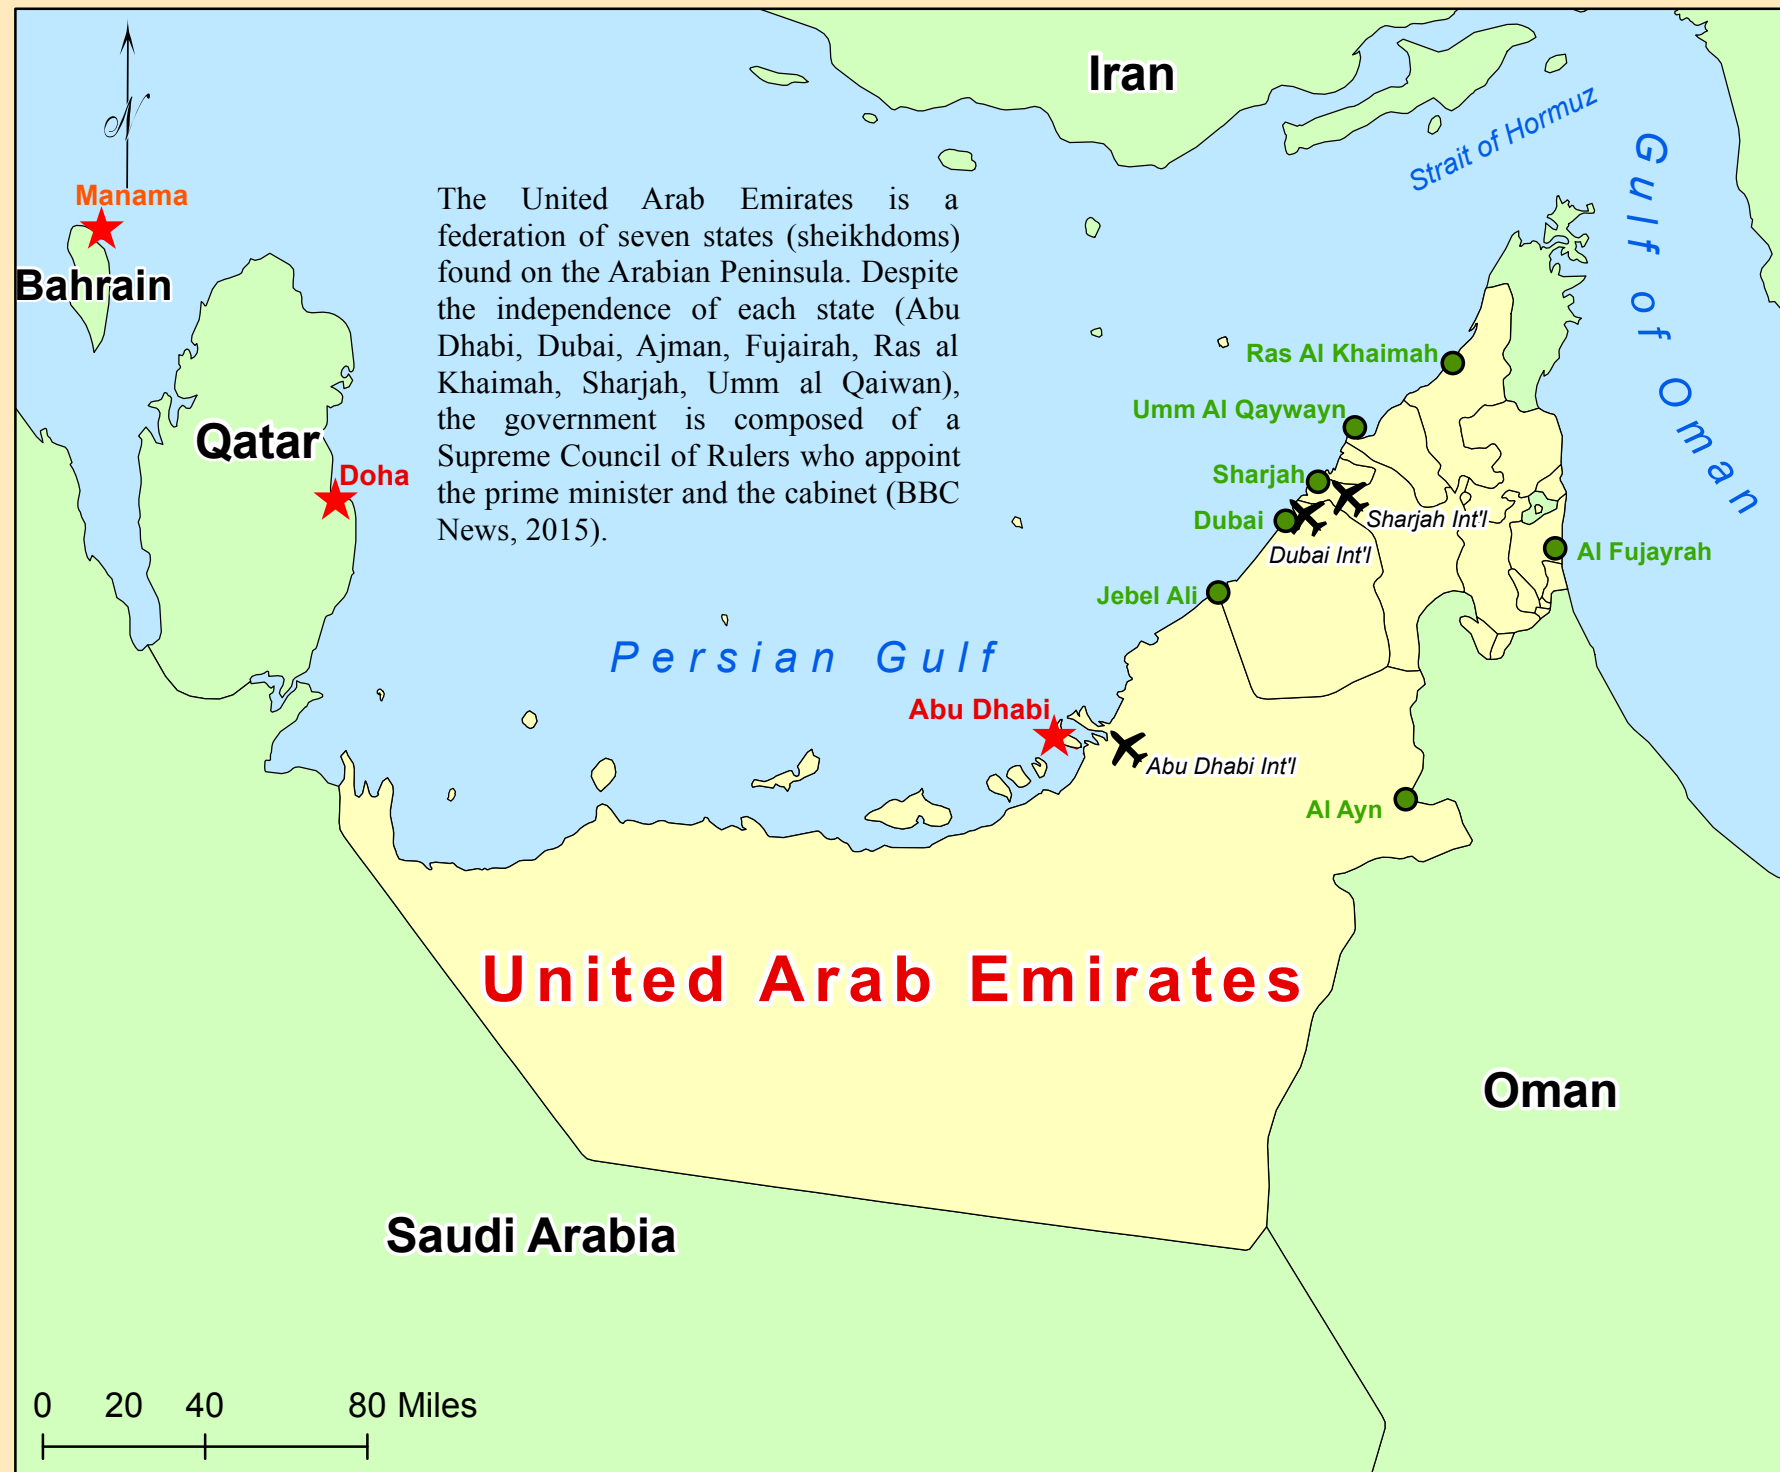 Iran
Strait of Hormuz
Gulf of Oman
Manama
Bahrain
The United Arab Emirates is a
federation of seven states (sheikhdoms)
found on the Arabian Peninsula. Despite
the independence of each state (Abu
Dhabi, Dubai, Ajman, Fujairah, Ras al
Khaimah, Sharjah, Umm al Qaiwan),
the government is composed of a
Supreme Council of Rulers who appoint
the prime minister and the cabinet (BBC
News, 2015).
N
Qatar
Doha
Ras Al Khaimah
Umm Al Qaywayn
Sharjah
Sharjah Int'l
Dubai
Dubai Int'l
Al Fujayrah
Jebel Ali
Persian Gulf
Abu Dhabi
Abu Dhabi Int'l
Al Ayn
United Arab Emirates
Oman
Saudi Arabia
0 20 40 80 Miles